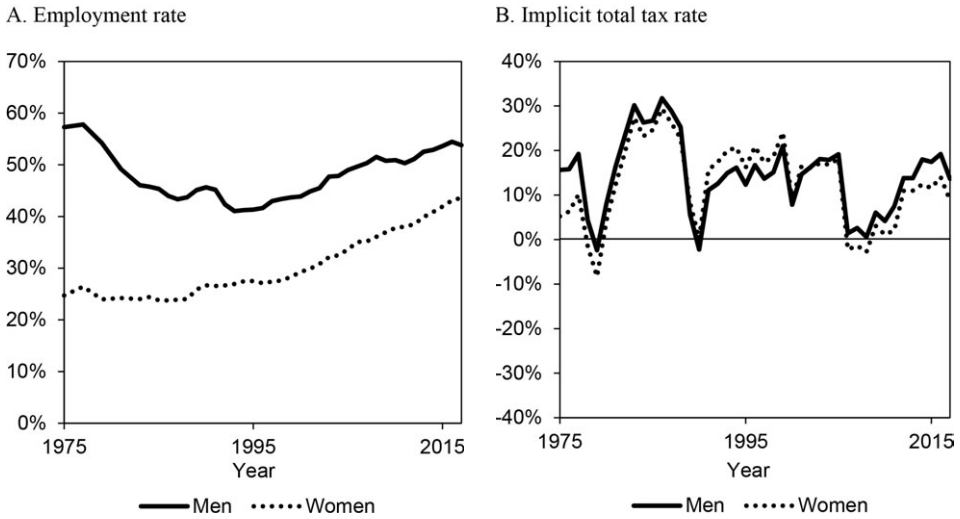 A. Employment rate
70%
60%
50%
40%
30%
20%
10%
0%
1975 1995 2015
Year
Men Women
B. Implicit total tax rate
40%
30%
20%
10%
0%
-10%
-20%
-30%
-40%
1975 1995 2015
Year
Men Women